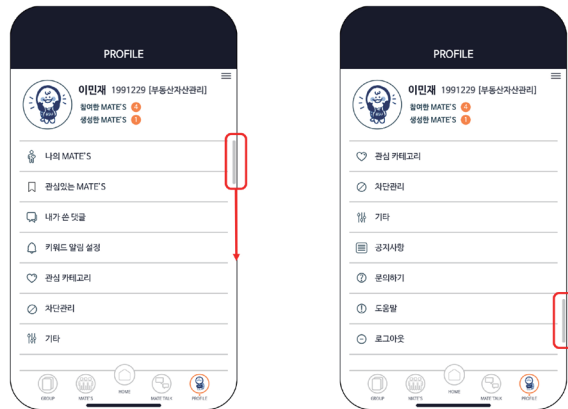 PROFILE
이민재 1991229 [부동산자산관리]
참여한 MATE'S 4
생성한 MATE'S 1
나의 MATE'S
관심있는 MATE'S
내가 쓴 댓글
키워드 알림 설정
관심 카테고리
차단관리
기타
GROUP MATE'S HOME MATE TALK PROFILE
PROFILE
이민재 1991229 [부동산자산관리]
참여한 MATE'S 4
생성한 MATE'S 1
관심 카테고리
차단관리
기타
공지사항
문의하기
도움말
로그아웃
GROUP MATE'S HOME MATE TALK PROFILE